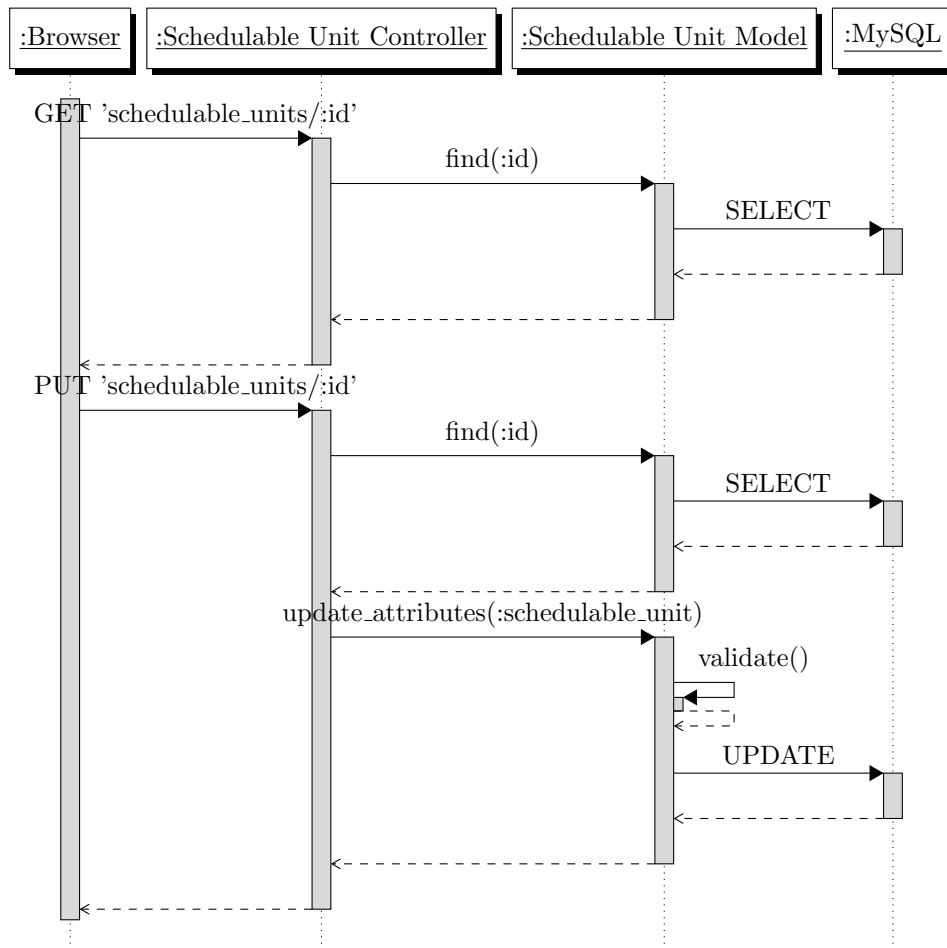 :Browser
:Schedulable Unit Controller
:Schedulable Unit Model
:MySQL
GET 'schedulable_units/:id'
find(:id)
SELECT
PUT 'schedulable_units/:id'
find(:id)
SELECT
update_attributes(:schedulable_unit)
validate()
UPDATE